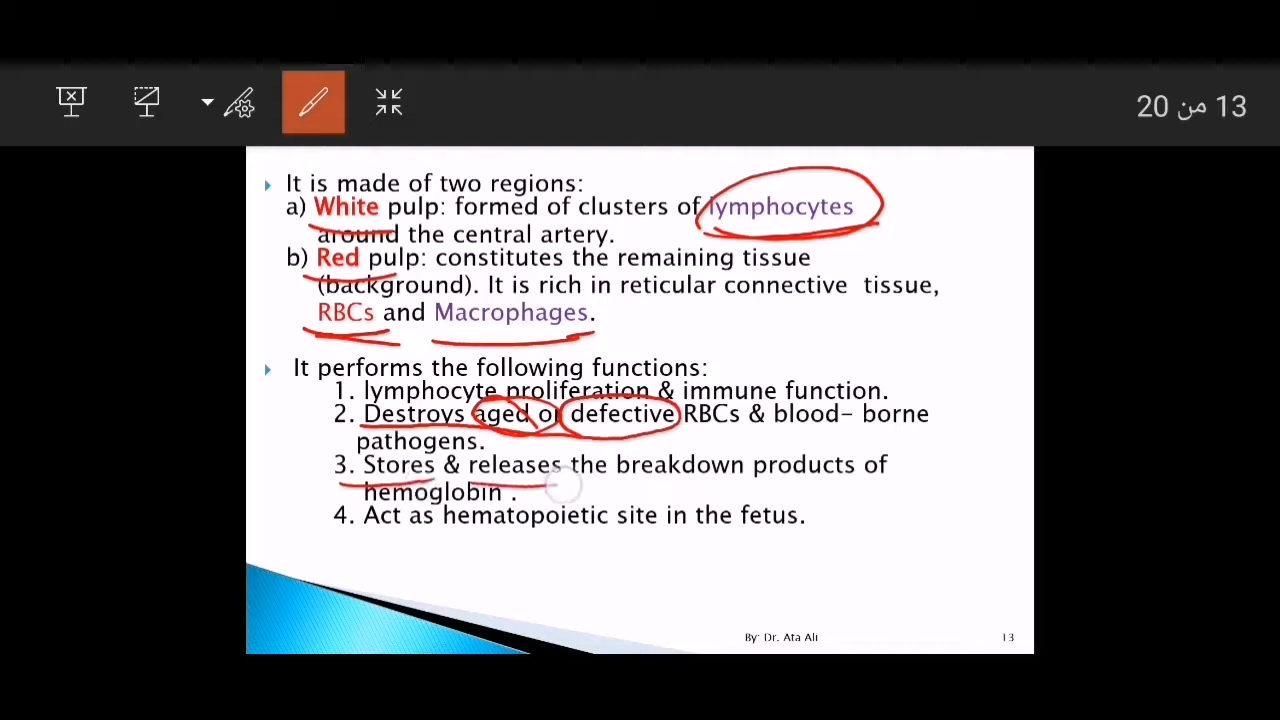 13 من 20
It is made of two regions:
a) White pulp: formed of clusters of lymphocytes
around the central artery.
b) Red pulp: constitutes the remaining tissue
(background). It is rich in reticular connective tissue,
RBCs and Macrophages.
It performs the following functions:
1. lymphocyte proliferation & immune function.
2. Destroys aged or defective RBCs & blood- borne
pathogens.
3. Stores & releases the breakdown products of
hemoglobin .
4. Act as hematopoietic site in the fetus.
By: Dr. Ata Ali
13